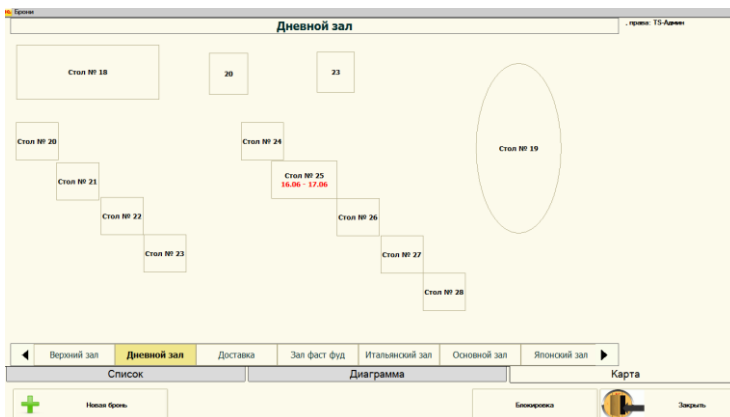 Брони
Дневной зал
, права: TS-Админ
Стол № 18
20
23
Стол № 19
Стол № 20
Стол № 24
Стол № 21
Стол № 25
16.06 - 17.06
Стол № 22
Стол № 26
Стол № 23
Стол № 27
Стол № 28
Верхний зал
Дневной зал
Доставка
Зал фаст фуд
Итальянский зал
Основной зал
Японский зал
Список
Диаграмма
Карта
Новая бронь
Блокировка
Закрыть